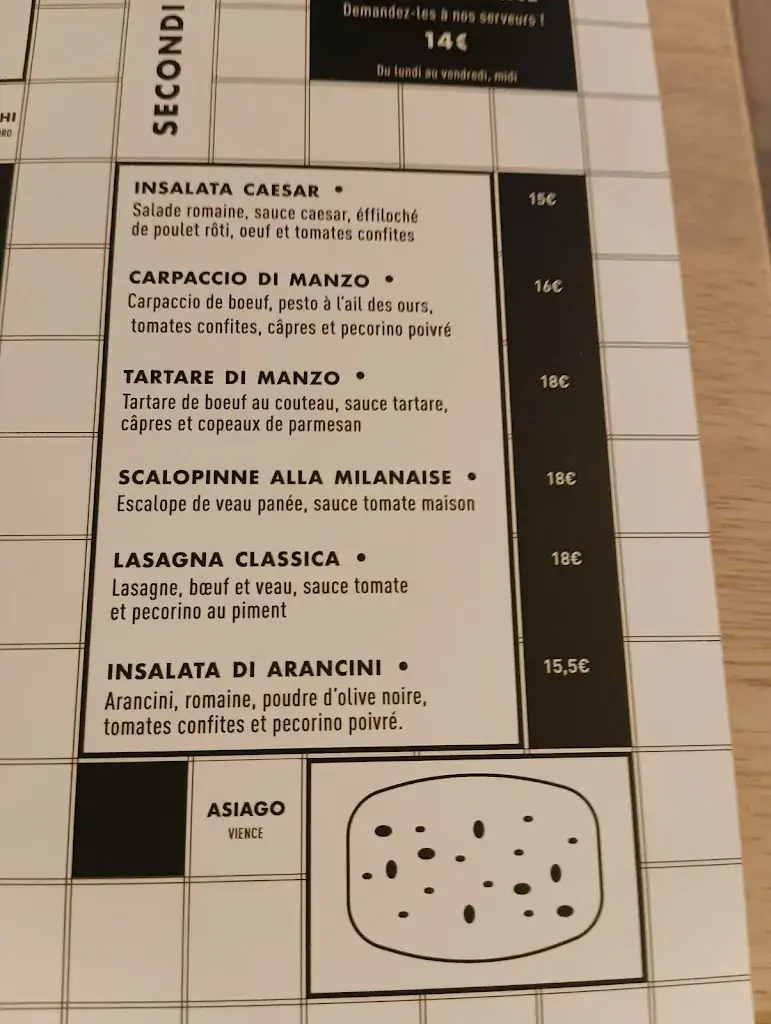 Demandez-les à nos serveurs !
14€
Du lundi au vendredi, midi
SECONDI
HI
INSALATA CAESAR •
15€
Salade romaine, sauce caesar, éffiloché
de poulet rôti, oeuf et tomates confites
CARPACCIO DI MANZO •
16€
Carpaccio de boeuf, pesto à l'ail des ours,
tomates confites, câpres et pecorino poivré
TARTARE DI MANZO •
18€
Tartare de boeuf au couteau, sauce tartare,
câpres et copeaux de parmesan
SCALOPINNE ALLA MILANAISE •
18€
Escalope de veau panée, sauce tomate maison
LASAGNA CLASSICA •
18€
Lasagne, bœuf et veau, sauce tomate
et pecorino au piment
INSALATA DI ARANCINI •
15,5€
Arancini, romaine, poudre d'olive noire,
tomates confites et pecorino poivré.
ASIAGO
VIENCE